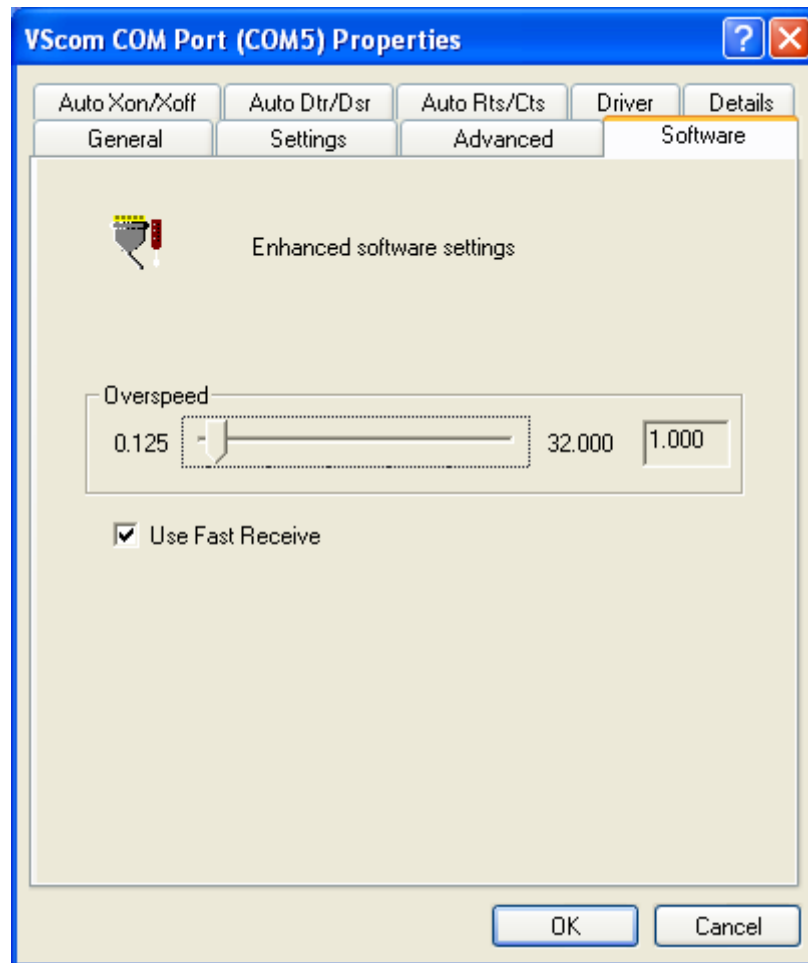 VScom COM Port (COM5) Properties
Auto Xon/Xoff Auto Dtr/Dsr Auto Rts/Cts Driver Details
General Settings Advanced Software
Enhanced software settings
Overspeed
0.125 32.000 1.000
Use Fast Receive
OK Cancel